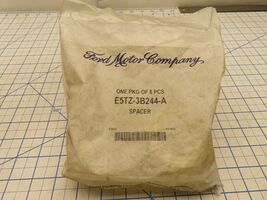 Ford Motor Company
ONE PKG OF 6 PCS
E5TZ-3B244-A
SPACER